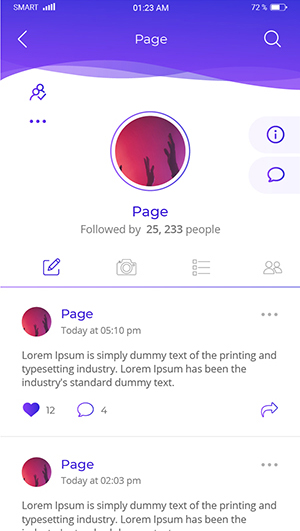 SMART 01:23 AM 72 %
Page
Page
Followed by 25, 233 people
Page
Today at 05:10 pm
Lorem Ipsum is simply dummy text of the printing and
typesetting industry. Lorem Ipsum has been the
industry's standard dummy text.
12 4
Page
Today at 02:03 pm
Lorem Ipsum is simply dummy text of the printing and
typesetting industry. Lorem Ipsum has been the